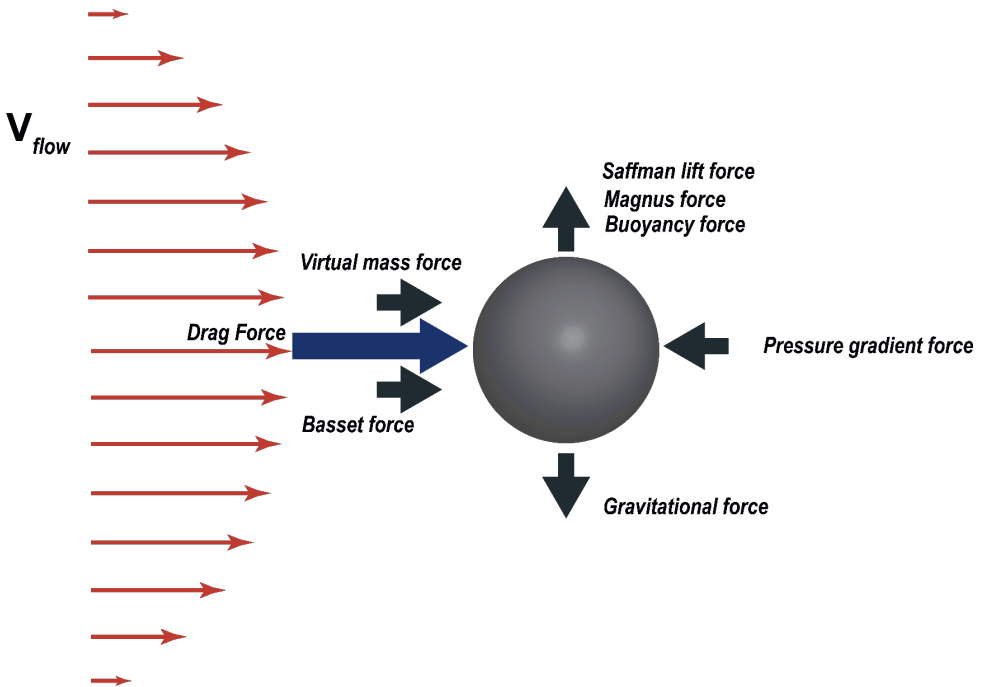 V flow
Saffman lift force
Magnus force
Buoyancy force
Virtual mass force
Drag Force
Pressure gradient force
Basset force
Gravitational force